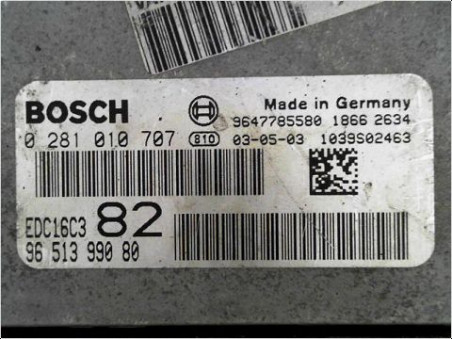 BOSCH
Made in Germany
9647785580 1866 2634
0 281 010 707 810 03-05-03 1039S02463
EDC16C3 82
96 513 990 80